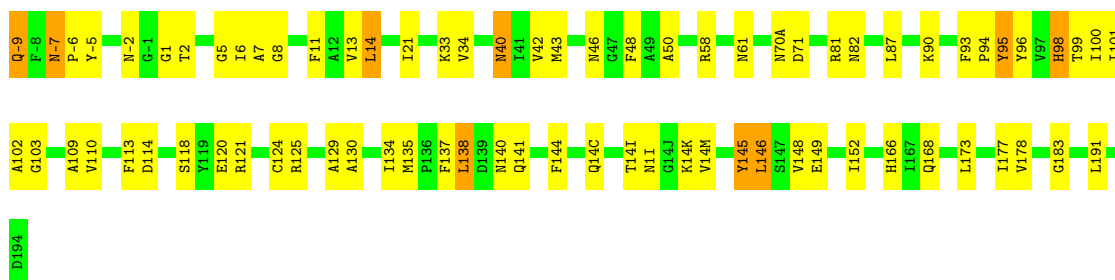 Q-9 F-8 N-7 P-6 Y-5 N-2 G-1 G1 T2 G5 I6 A7 G8 F11 A12 V13 L14 I21 K33 V34 N40 I41 V42 M43 N46 G47 F48 A49 A50 R58 N61 N70A D71 R81 N82 L87 K90 F93 P94 Y95 Y96 V97 H98 T99 I100
A102 G103 A109 V110 F113 D114 S118 Y119 E120 R121 C124 R125 A129 A130 I134 M135 P136 F137 L138 D139 N140 Q141 F144 Q14C T14I N1I G14J K14K V14M Y145 L146 S147 V148 E149 I152 H166 I167 Q168 L173 I177 V178 G183 L191
D194